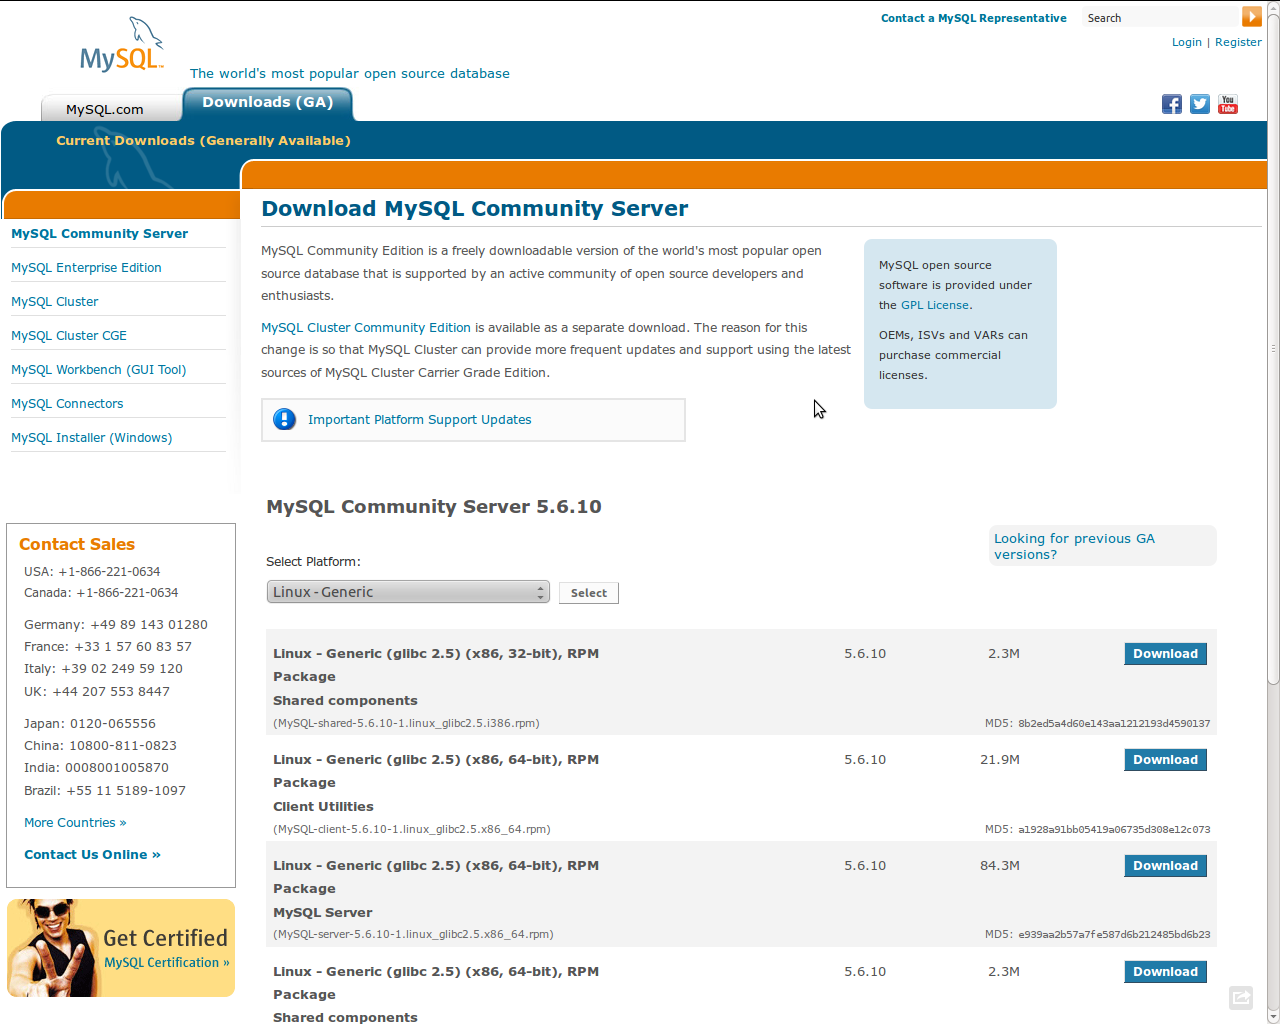 Contact a MySQL Representative
Search
Login | Register
MySQL™
The world's most popular open source database
MySQL.com
Downloads (GA)
You Tube
Current Downloads (Generally Available)
MySQL Community Server
MySQL Enterprise Edition
MySQL Cluster
MySQL Cluster CGE
MySQL Workbench (GUI Tool)
MySQL Connectors
MySQL Installer (Windows)
Contact Sales
USA: +1-866-221-0634
Canada: +1-866-221-0634
Germany: +49 89 143 01280
France: +33 1 57 60 83 57
Italy: +39 02 249 59 120
UK: +44 207 553 8447
Japan: 0120-065556
China: 10800-811-0823
India: 0008001005870
Brazil: +55 11 5189-1097
More Countries »
Contact Us Online »
Get Certified
MySQL Certification »
Download MySQL Community Server
MySQL Community Edition is a freely downloadable version of the world's most popular open
source database that is supported by an active community of open source developers and
enthusiasts.
MySQL Cluster Community Edition is available as a separate download. The reason for this
change is so that MySQL Cluster can provide more frequent updates and support using the latest
sources of MySQL Cluster Carrier Grade Edition.
Important Platform Support Updates
MySQL open source
software is provided under
the GPL License.
OEMs, ISVs and VARs can
purchase commercial
licenses.
MySQL Community Server 5.6.10
Looking for previous GA
versions?
Select Platform:
Linux - Generic
Select
Linux - Generic (glibc 2.5) (x86, 32-bit), RPM 5.6.10 2.3M Download
Package
Shared components
(MySQL-shared-5.6.10-1.linux_glibc2.5.i386.rpm) MD5: 8b2ed5a4d60e143aa1212193d4590137
Linux - Generic (glibc 2.5) (x86, 64-bit), RPM 5.6.10 21.9M Download
Package
Client Utilities
(MySQL-client-5.6.10-1.linux_glibc2.5.x86_64.rpm) MD5: a1928a91bb05419a06735d308e12c073
Linux - Generic (glibc 2.5) (x86, 64-bit), RPM 5.6.10 84.3M Download
Package
MySQL Server
(MySQL-server-5.6.10-1.linux_glibc2.5.x86_64.rpm) MD5: e939aa2b57a7fe587d6b212485bd6b23
Linux - Generic (glibc 2.5) (x86, 64-bit), RPM 5.6.10 2.3M Download
Package
Shared components